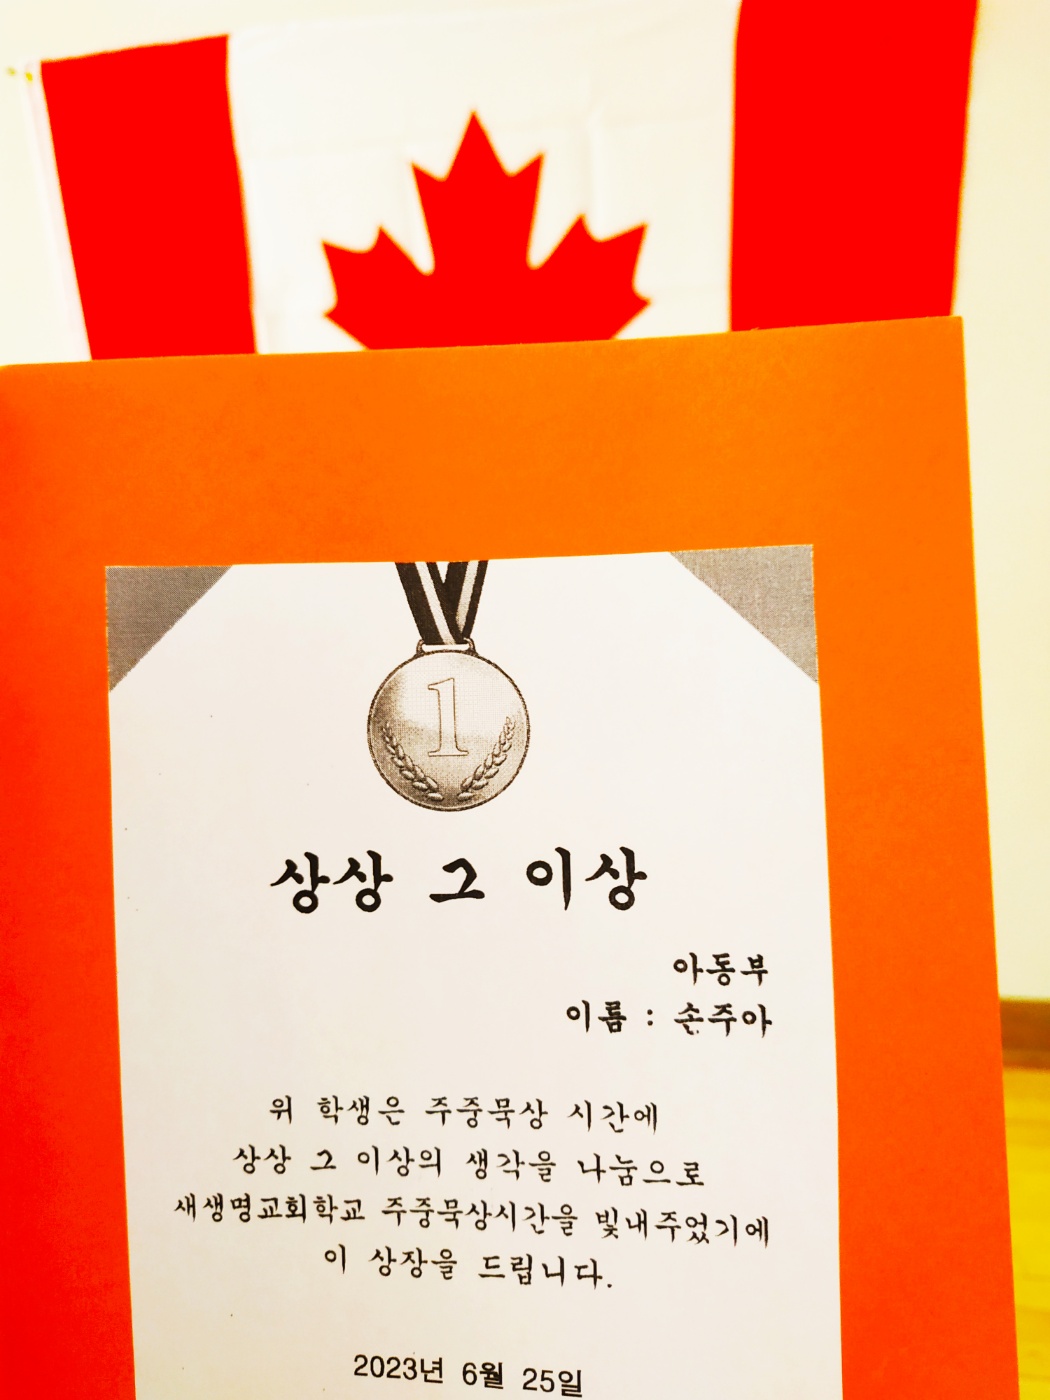 1
상상 그 이상
아동부
이름 : 손주아
위 학생은 주중묵상 시간에
상상 그 이상의 생각을 나눔으로
새생명교회학교 주중묵상시간을 빛내주었기에
이 상장을 드립니다.
2023년 6월 25일